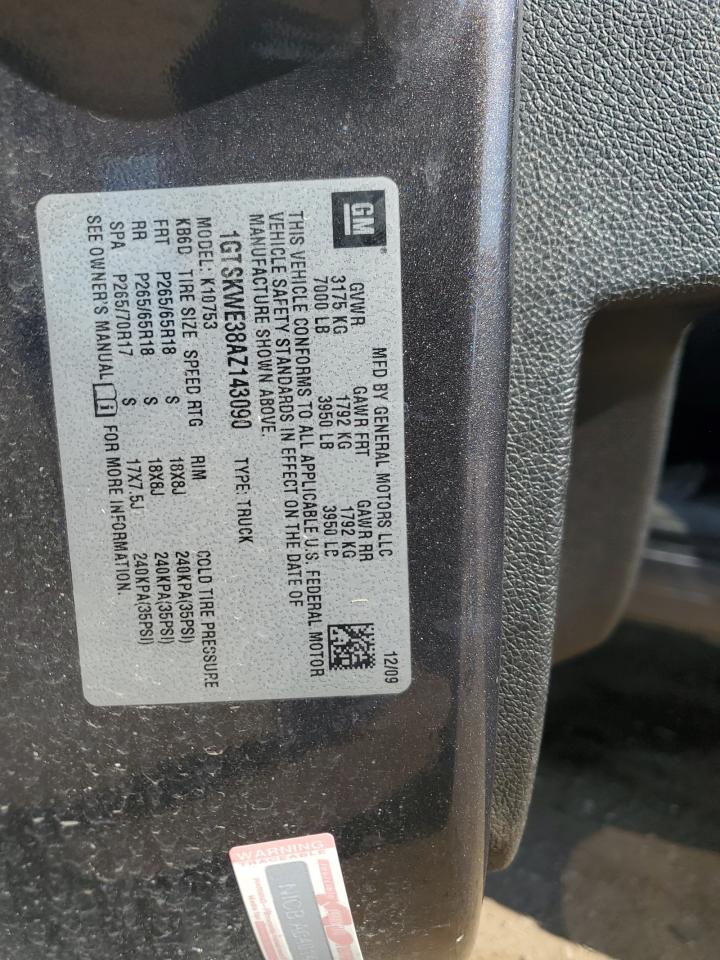 GM
MFD BY GENERAL MOTORS LLC 12/09
GVWR GAWR FRT GAWR RR
3175 KG 1792 KG 1792 KG
7000 LB 3950 LB 3950 LC
THIS VEHICLE CONFORMS TO ALL APPLICABLE U.S. FEDERAL MOTOR
VEHICLE SAFETY STANDARDS IN EFFECT ON THE DATE OF
MANUFACTURE SHOWN ABOVE.
1GTSKWE38AZ143090 TYPE: TRUCK
MODEL: K10753
KB6D TIRE SIZE SPEED RTG RIM COLD TIRE PRESSURE
FRT P265/65R18 S 18X8J 240KPA(35PSI)
RR P265/65R18 S 18X8J 240KPA(35PSI)
SPA P265/70R17 S 17X7.5J 240KPA(35PSI)
SEE OWNER'S MANUAL FOR MORE INFORMATION.
WARNING
TRACEABLE